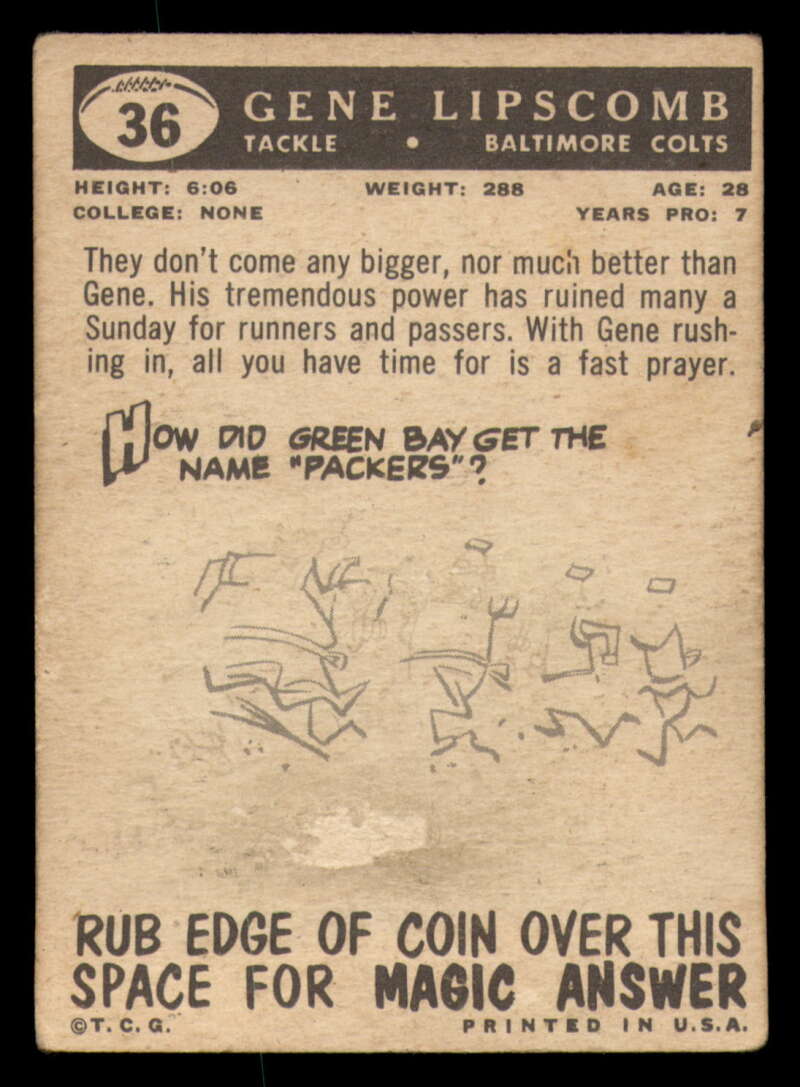 36
GENE LIPSCOMB
TACKLE • BALTIMORE COLTS
HEIGHT: 6:06 WEIGHT: 288 AGE: 28
COLLEGE: NONE YEARS PRO: 7
They don't come any bigger, nor much better than
Gene. His tremendous power has ruined many a
Sunday for runners and passers. With Gene rush-
ing in, all you have time for is a fast prayer.
HOW DID GREEN BAY GET THE
NAME "PACKERS"?
RUB EDGE OF COIN OVER THIS
SPACE FOR MAGIC ANSWER
©T. C. G. PRINTED IN U.S.A.